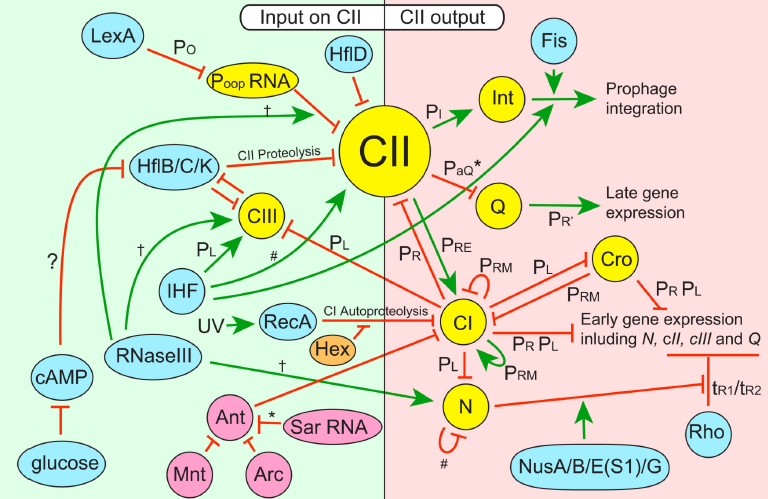 Input on CII
CII output
LexA
PO
Poop RNA
HflD
†
Fis
PI
Int
Prophage
integration
CII
CII Proteolysis
HflB/C/K
PaQ*
Q
PR'
Late gene
expression
CIII
†
PL
#
PL
PR
PRE
?
IHF
PRM
PL
Cro
PRM
PR PL
UV
RecA
CI Autoproteolysis
CI
Hex
PR PL
Early gene expression
inluding N, cII, cIII and Q
RNaseIII
†
PL
PRM
cAMP
tR1/tR2
N
Ant
*
Sar RNA
Rho
#
glucose
Mnt
Arc
NusA/B/E(S1)/G